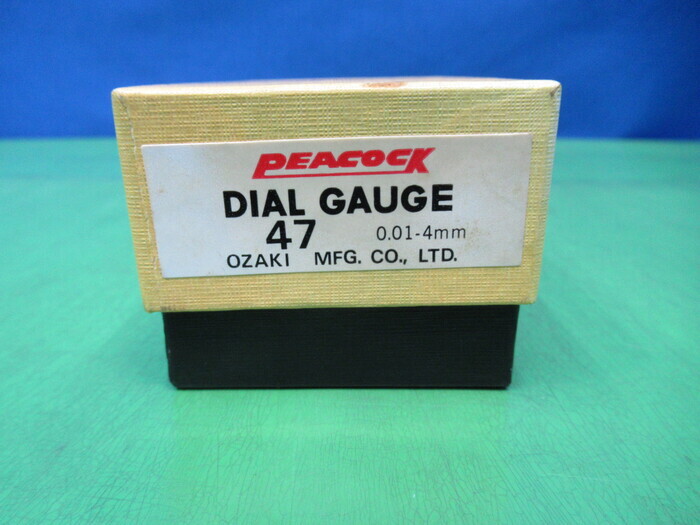 PEACOCK
DIAL GAUGE
47 0.01-4mm
OZAKI MFG. CO., LTD.